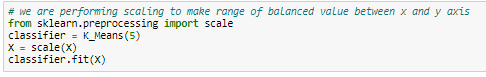 # we are performing scaling to make range of balanced value between x and y axis
from sklearn.preprocessing import scale
classifier = K_Means(5)
X = scale(X)
classifier.fit(X)